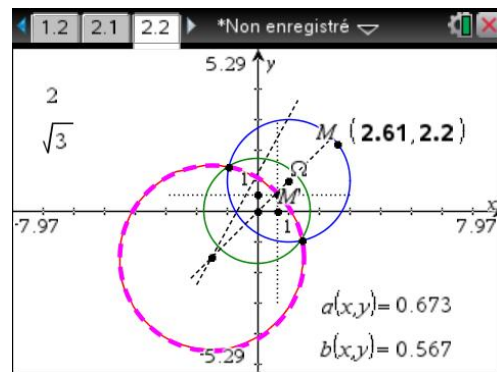 1.2 2.1 2.2 *Non enregistré
5.29 y
2
√3
M (2.61,2.2)
Ω
1 M'
-7.97 1 7.97 x
a(x,y)= 0.673
b(x,y)= 0.567
-5.29